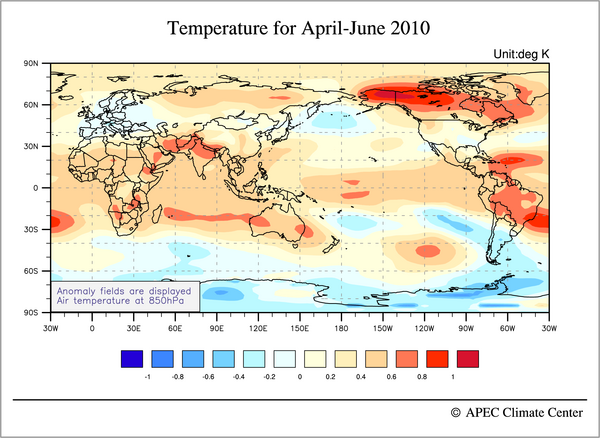 Temperature for April-June 2010
Unit:deg K
90N
60N
30N
0
30S
60S
90S
Anomaly fields are displayed
Air temperature at 850hPa
30W 0 30E 60E 90E 120E 150E 180 150W 120W 90W 60W 30W
-1 -0.8 -0.6 -0.4 -0.2 0 0.2 0.4 0.6 0.8 1
© APEC Climate Center